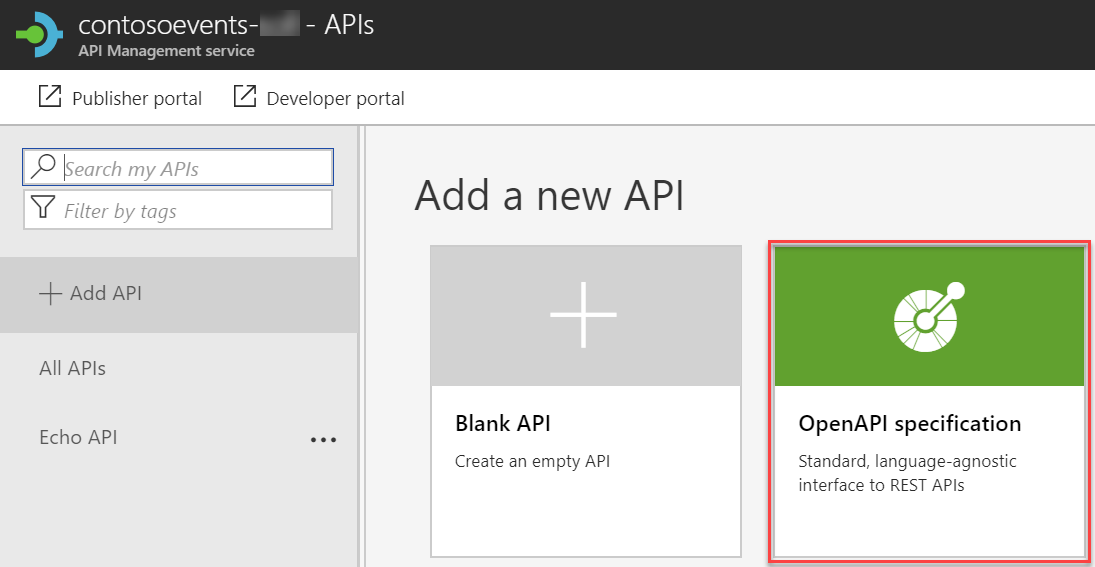 contosoevents- - APIs
API Management service
Publisher portal
Developer portal
Search my APIs
Filter by tags
Add API
All APIs
Echo API
Add a new API
Blank API
Create an empty API
OpenAPI specification
Standard, language-agnostic
interface to REST APIs